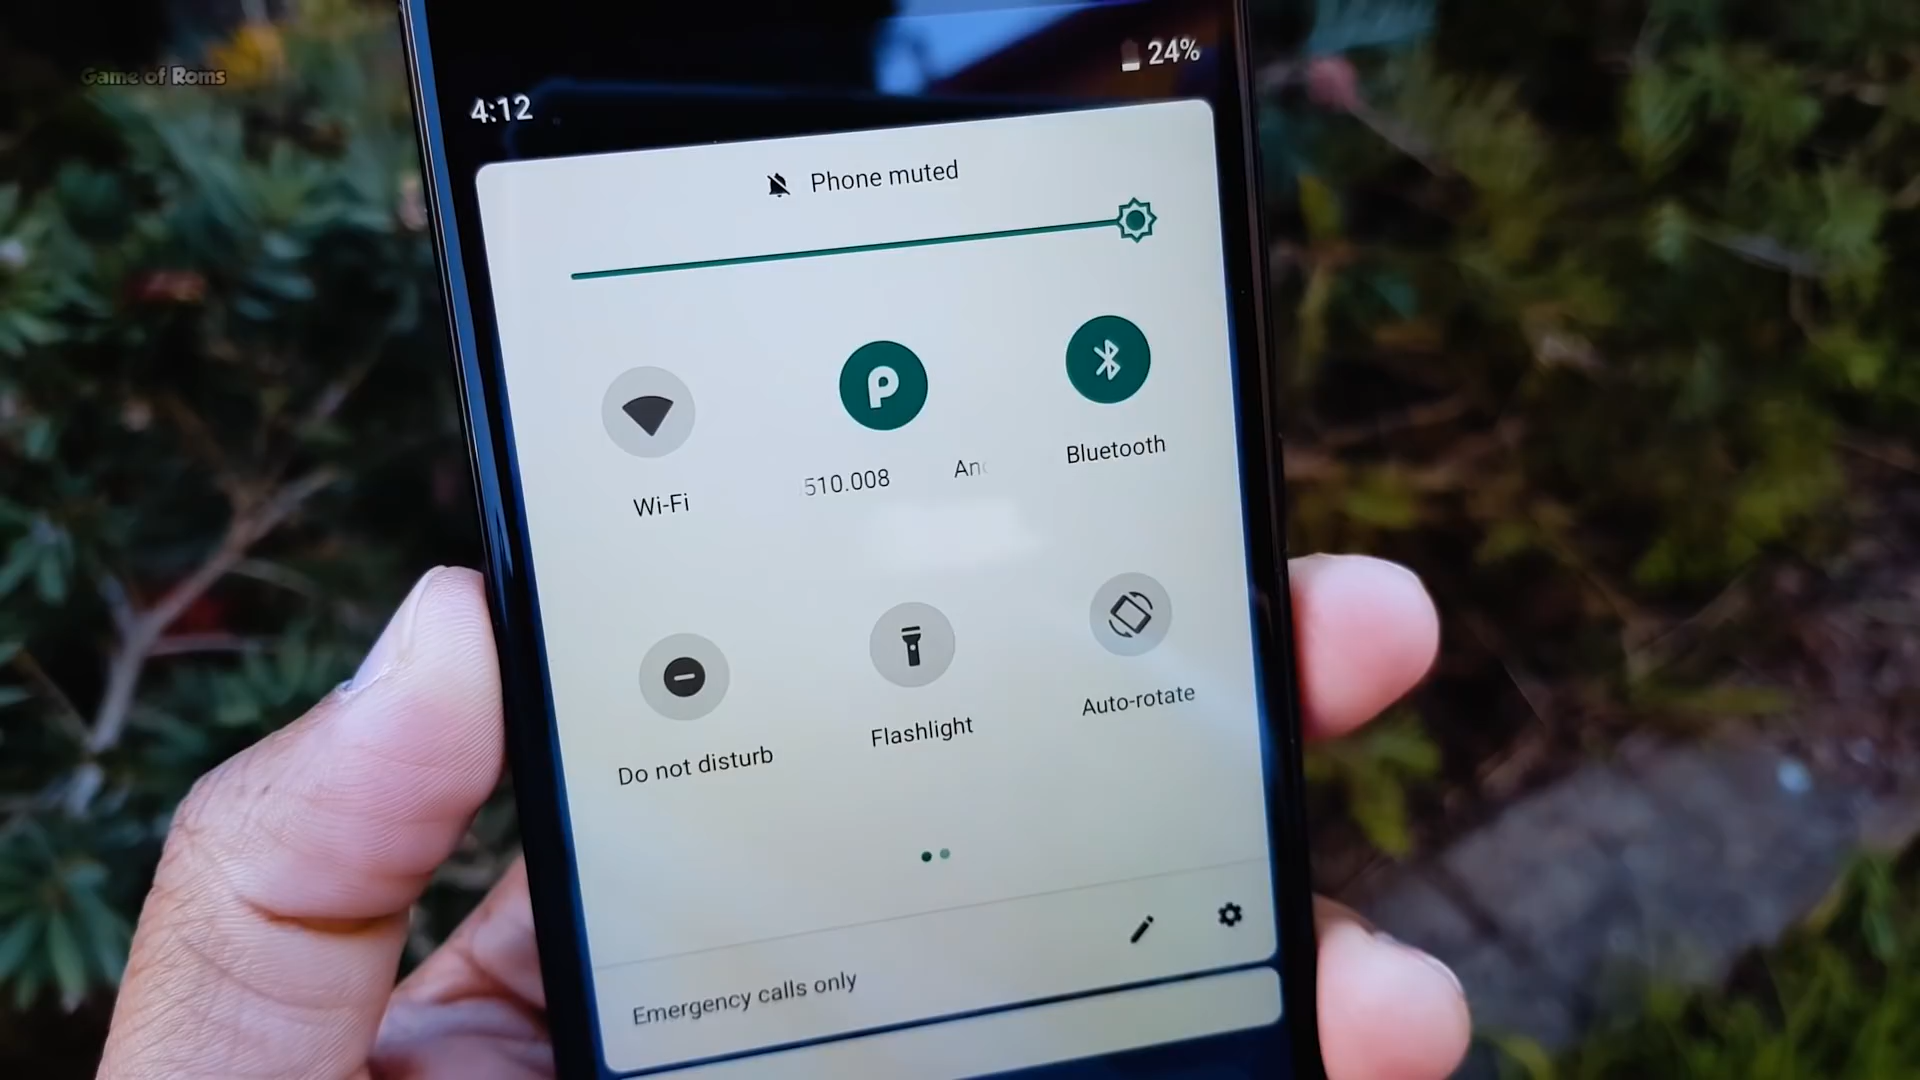 Game of Roms
24%
4:12
Phone muted
Wi-Fi
510.008
Bluetooth
Do not disturb
Flashlight
Auto-rotate
Emergency calls only